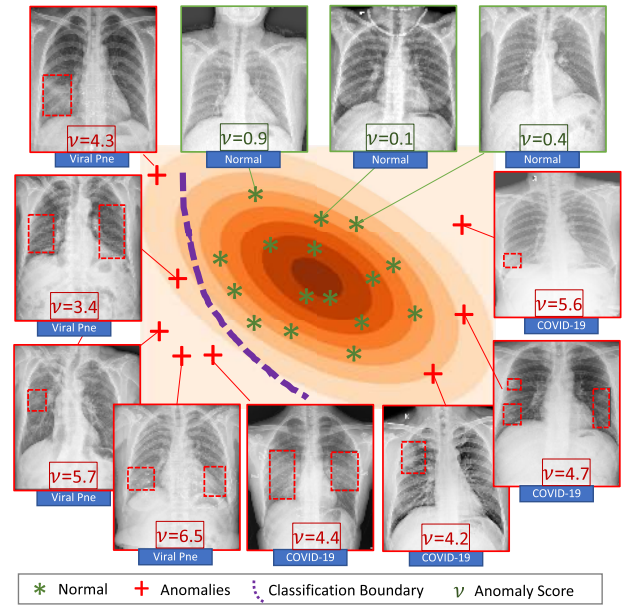 ν=4.3
Viral Pne
ν=0.9
Normal
ν=0.1
Normal
ν=0.4
Normal
ν=3.4
Viral Pne
ν=5.6
COVID-19
ν=5.7
Viral Pne
ν=6.5
Viral Pne
ν=4.4
COVID-19
ν=4.2
COVID-19
ν=4.7
COVID-19
Normal Anomalies Classification Boundary ν Anomaly Score